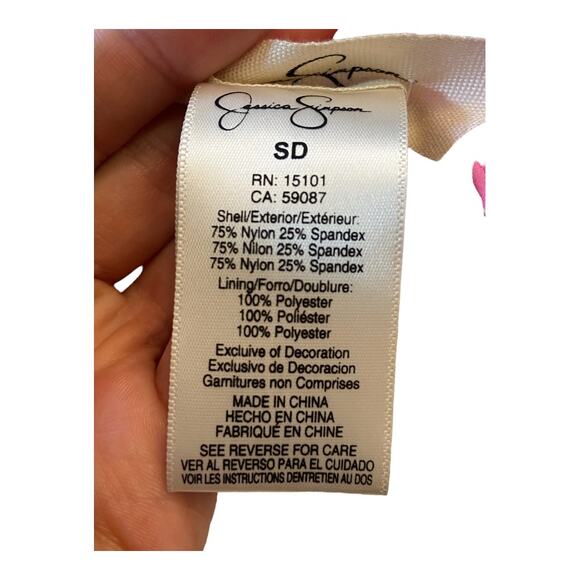 Simpson
Jessica Simpson
SD
RN: 15101
CA: 59087
Shell/Exterior/Extérieur:
75% Nylon 25% Spandex
75% Nilon 25% Spandex
75% Nylon 25% Spandex
Lining/Forro/Doublure:
100% Polyester
100% Poliéster
100% Polyester
Excluive of Decoration
Exclusivo de Decoracion
Garnitures non Comprises
MADE IN CHINA
HECHO EN CHINA
FABRIQUÉ EN CHINE
SEE REVERSE FOR CARE
VER AL REVERSO PARA EL CUIDADO
VOIR LES INSTRUCTIONS DENTRETIEN AU DOS